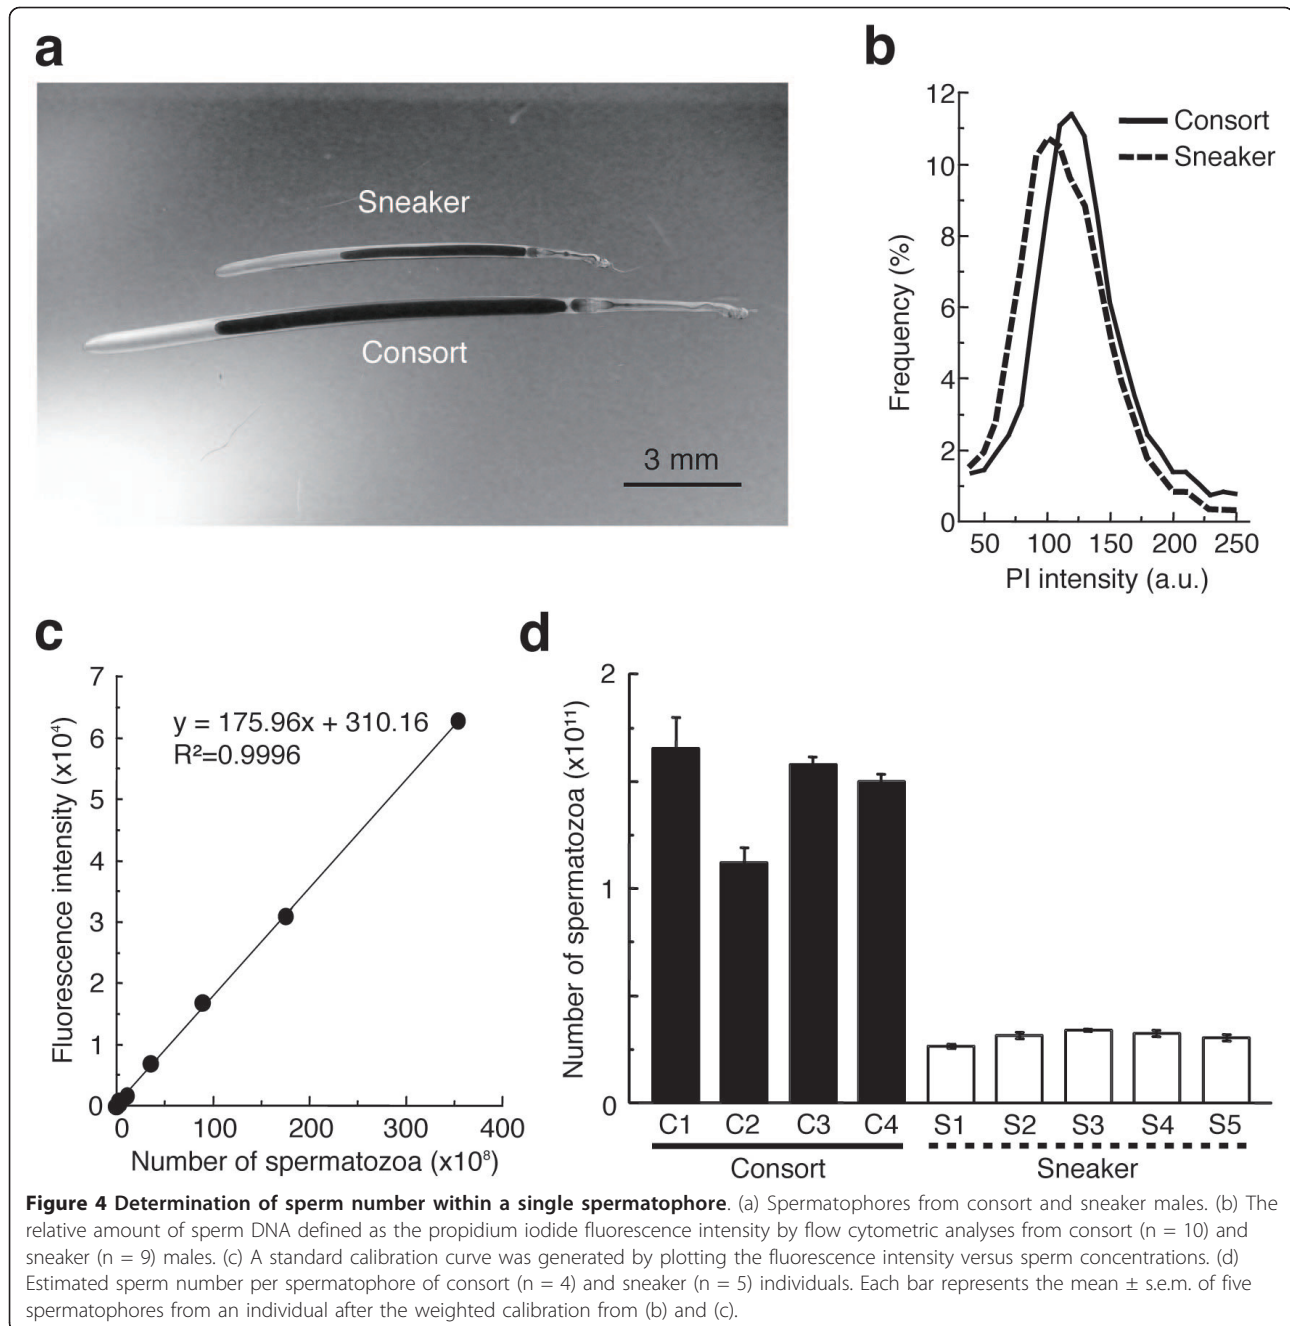 a
Sneaker
Consort
3 mm
b
12
10
8
6
4
2
0
Frequency (%)
Consort
Sneaker
50 100 150 200 250
PI intensity (a.u.)
c
7
6
5
4
3
2
1
0
Fluorescence intensity (x10⁴)
y = 175.96x + 310.16
R²=0.9996
0 100 200 300 400
Number of spermatozoa (x10⁸)
d
2
1
0
Number of spermatozoa (x10¹¹)
C1 C2 C3 C4 S1 S2 S3 S4 S5
Consort Sneaker
Figure 4 Determination of sperm number within a single spermatophore. (a) Spermatophores from consort and sneaker males. (b) The
relative amount of sperm DNA defined as the propidium iodide fluorescence intensity by flow cytometric analyses from consort (n = 10) and
sneaker (n = 9) males. (c) A standard calibration curve was generated by plotting the fluorescence intensity versus sperm concentrations. (d)
Estimated sperm number per spermatophore of consort (n = 4) and sneaker (n = 5) individuals. Each bar represents the mean ± s.e.m. of five
spermatophores from an individual after the weighted calibration from (b) and (c).